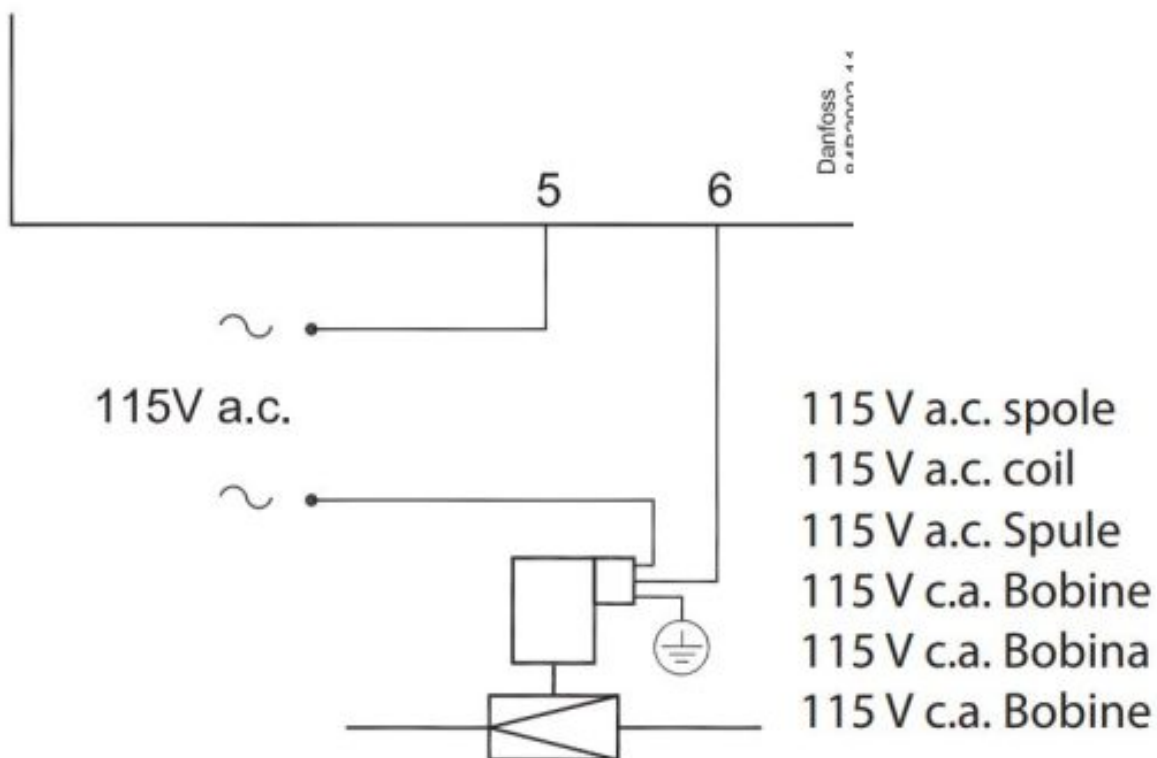 Danfoss
5
6
115V a.c.
115 V a.c. spole
115 V a.c. coil
115 V a.c. Spule
115 V c.a. Bobine
115 V c.a. Bobina
115 V c.a. Bobine